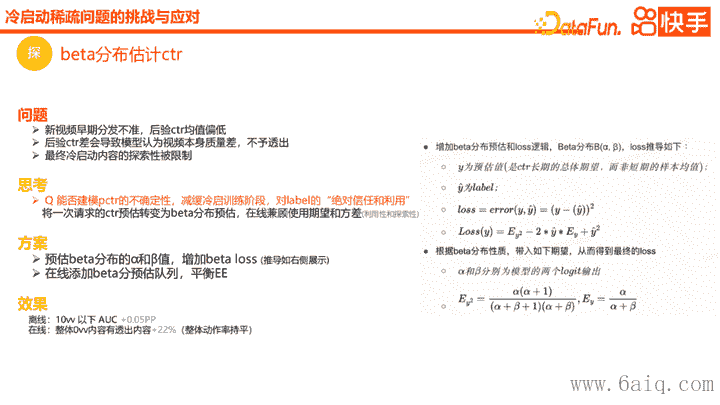 冷启动稀疏问题的挑战与应对
DataFun.
快手
探
beta分布估计ctr
问题
➢ 新视频早期分发不准，后验ctr均值偏低
➢ 后验ctr差会导致模型认为视频本身质量差，不予透出
➢ 最终冷启动内容的探索性被限制
思考
➢ Q 能否建模pctr的不确定性，减缓冷启训练阶段，对label的“绝对信任和利用”
将一次请求的ctr预估转变为beta分布预估，在线兼顾使用期望和方差(利用性和探索性)
方案
➢ 预估beta分布的α和β值，增加beta loss (推导如右侧展示)
➢ 在线添加beta分预估队列，平衡EE
效果
离线：10vv 以下 AUC +0.05PP
在线：整体0vv内容有透出内容+22%（整体动作率持平）
• 增加beta分布预估和loss逻辑，Beta分布B(α, β)，loss推导如下：
○ y为预估值(是ctr长期的总体期望，而非短期的样本均值)；
○ ŷ为label；
○ loss = error(y, ŷ) = (y − (ŷ))²
○ Loss(y) = E_{y²} − 2 * ŷ * E_y + ŷ²
• 根据beta分布性质，带入如下期望，从而得到最终的loss
○ α和β分别为模型的两个logit输出
○ E_{y²} = α(α + 1) / (α + β + 1)(α + β), E_y = α / α + β
www.6aiq.com